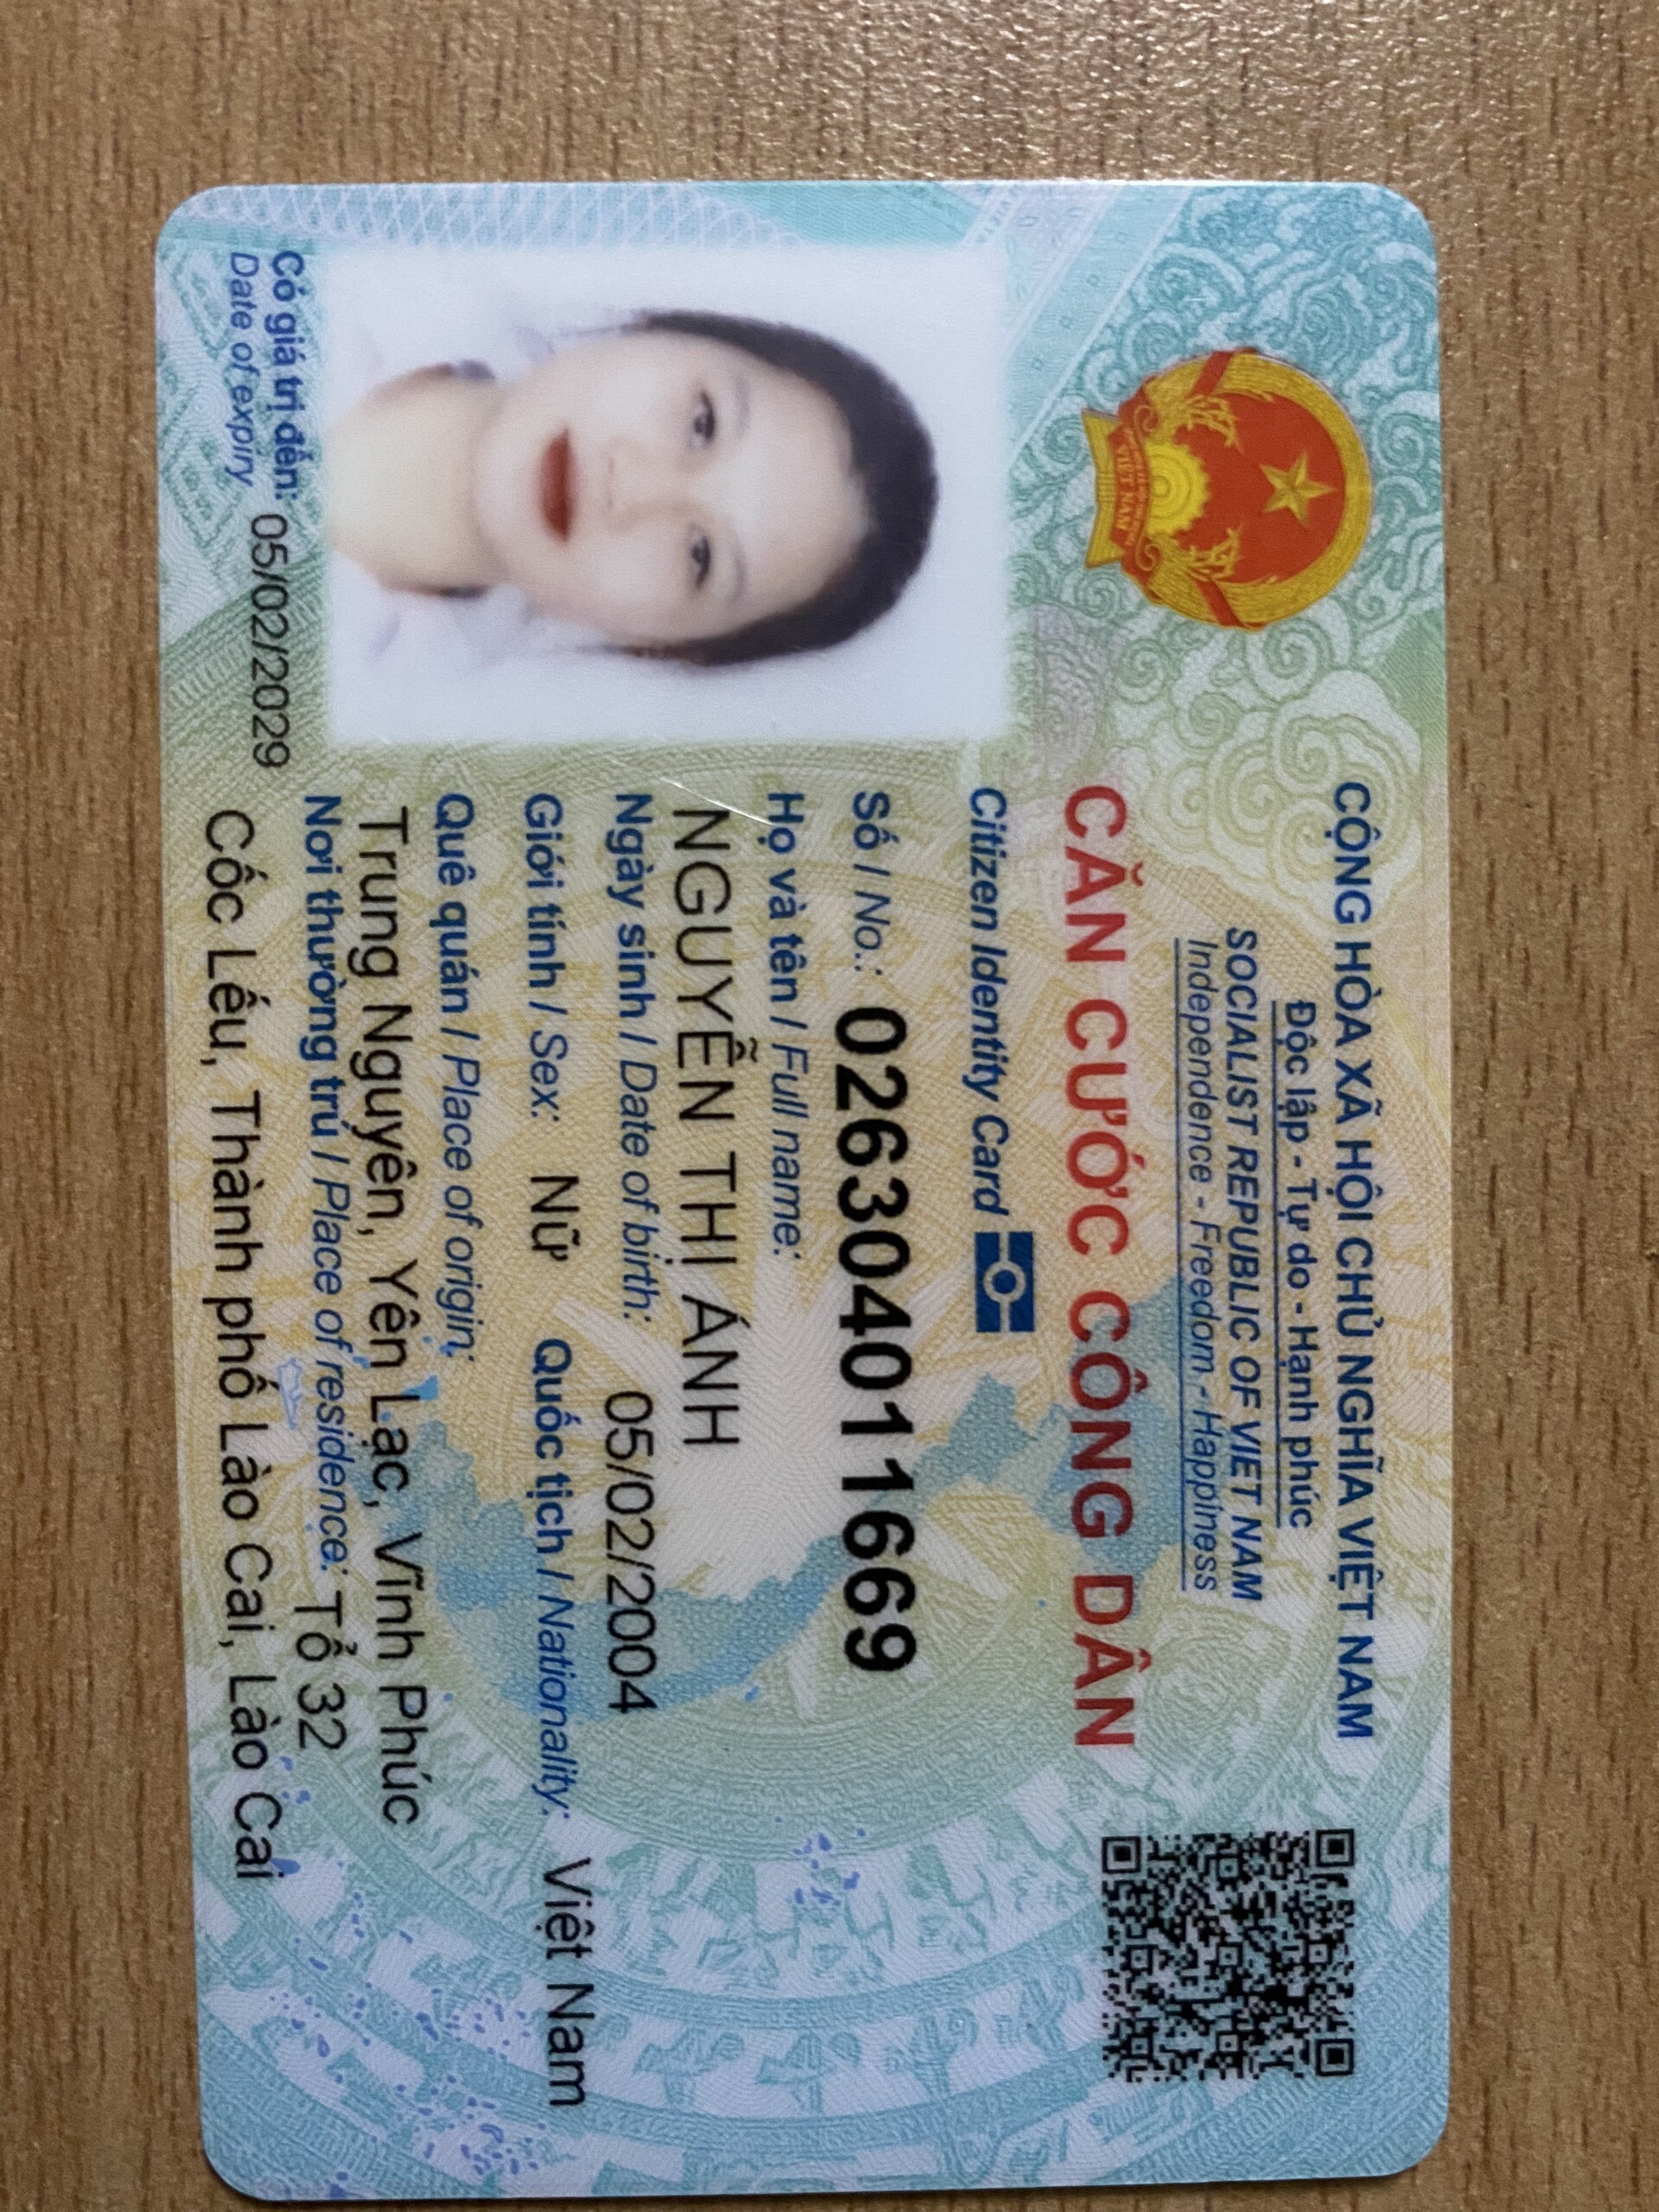 CỘNG HÒA XÃ HỘI CHỦ NGHĨA VIỆT NAM
Độc lập - Tự do - Hạnh phúc
SOCIALIST REPUBLIC OF VIET NAM
Independence - Freedom - Happiness
CĂN CƯỚC CÔNG DÂN
Citizen Identity Card
Số / No.: 026304011669
Họ và tên / Full name:
NGUYỄN THỊ ÁNH
Ngày sinh / Date of birth: 05/02/2004
Giới tính / Sex: Nữ Quốc tịch / Nationality: Việt Nam
Quê quán / Place of origin:
Trung Nguyên, Yên Lạc, Vĩnh Phúc
Nơi thường trú / Place of residence: Tổ 32
Cốc Lếu, Thành phố Lào Cai, Lào Cai
Có giá trị đến: 05/02/2029
Date of expiry
VIỆT NAM